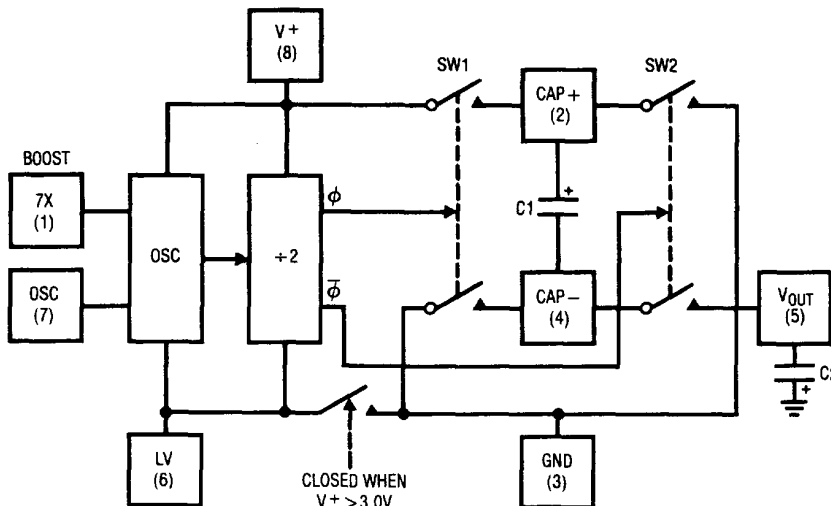 V+
(8)
SW1
CAP+
(2)
SW2
BOOST
7X
(1)
OSC
÷2
ϕ
C1
OSC
(7)
ϕ̅
CAP−
(4)
VOUT
(5)
+
+
LV
(6)
CLOSED WHEN
V+ >3.0V
GND
(3)